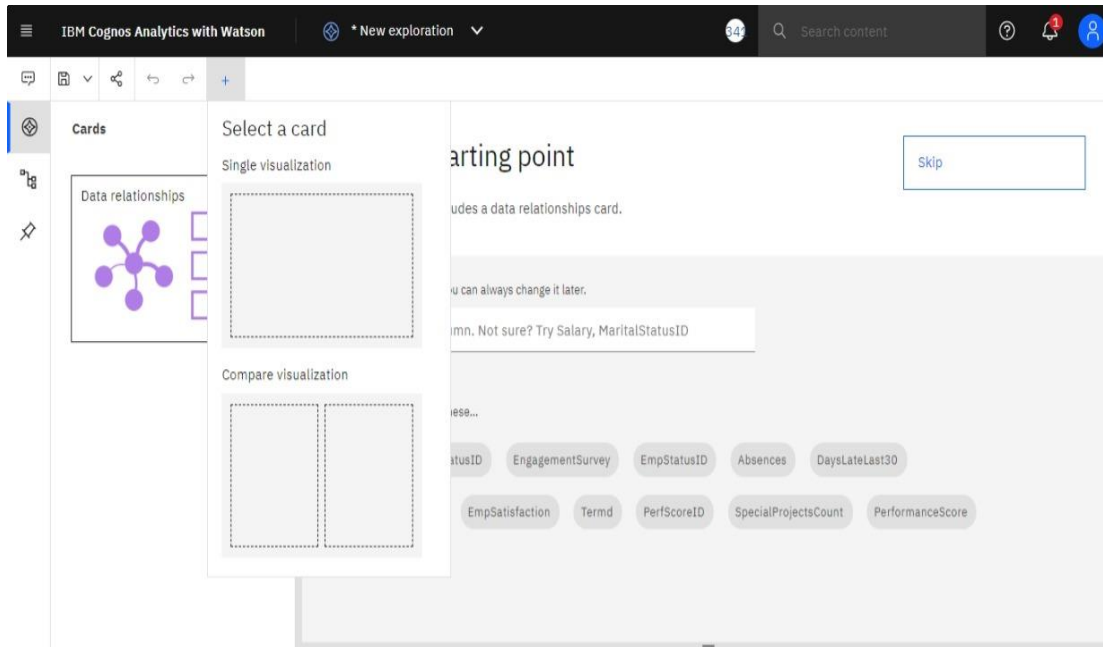 IBM Cognos Analytics with Watson
* New exploration
Search content
1
Cards
Select a card
Single visualization
arting point
Skip
Data relationships
udes a data relationships card.
u can always change it later.
mn. Not sure? Try Salary, MaritalStatusID
Compare visualization
ese...
atusID EngagementSurvey EmpStatusID Absences DaysLateLast30
EmpSatisfaction Termd PerfScoreID SpecialProjectsCount PerformanceScore